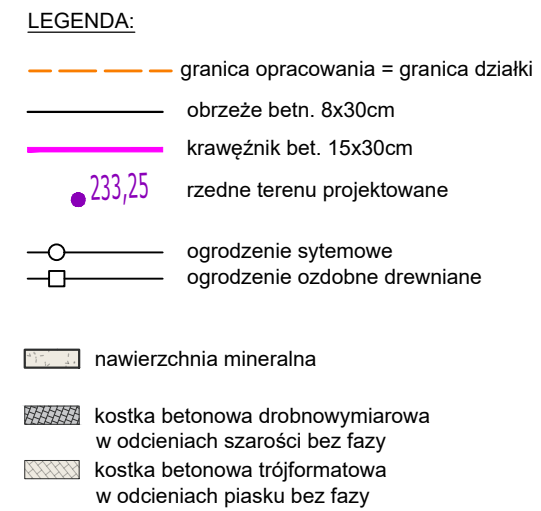 LEGENDA:
granica opracowania = granica działki
obrzeże betn. 8x30cm
krawężnik bet. 15x30cm
233,25 rzedne terenu projektowane
ogrodzenie sytemowe
ogrodzenie ozdobne drewniane
nawierzchnia mineralna
kostka betonowa drobnowymiarowa
w odcieniach szarości bez fazy
kostka betonowa trójformatowa
w odcieniach piasku bez fazy